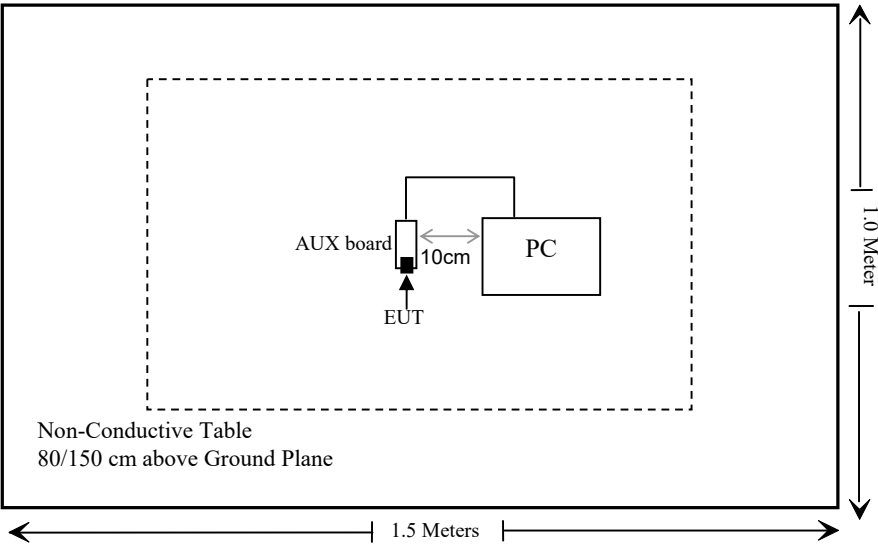 AUX board
10cm
PC
EUT
1.0 Meter
Non-Conductive Table
80/150 cm above Ground Plane
1.5 Meters